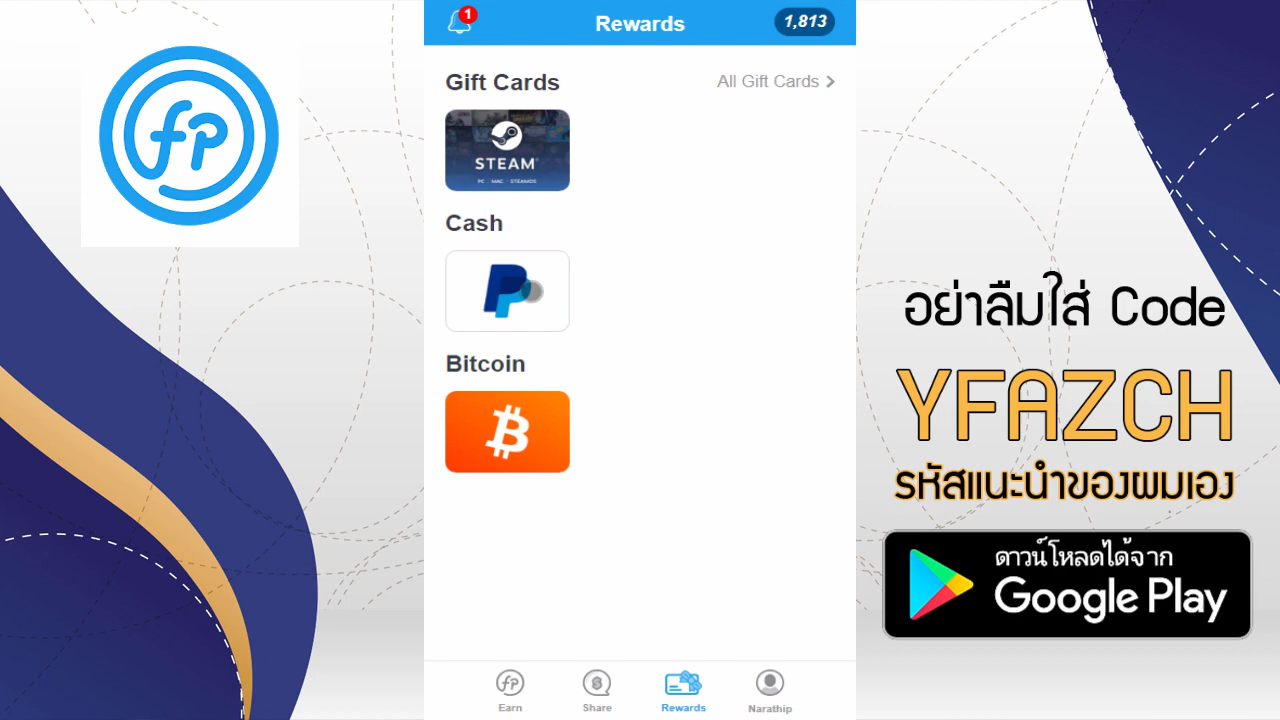 fp
1
Rewards
1,813
Gift Cards
All Gift Cards
STEAM
PC | MAC | STEAMOS
Cash
Bitcoin
Earn
Share
Rewards
Narathip
อย่าลืมใส่ Code
YFAZCH
รหัสแนะนำของผมเอง
ดาวน์โหลดได้จาก
Google Play